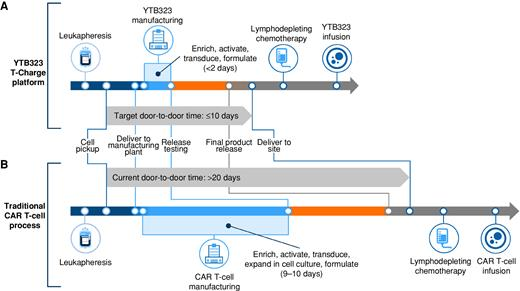 A
YTB323
manufacturing
Leukapheresis
Enrich, activate,
transduce, formulate
(<2 days)
Lymphodepleting
chemotherapy
YTB323
infusion
YTB323
T-Charge
platform
Target door-to-door time: ≤10 days
Cell
pickup
Deliver to
manufacturing
plant
Release
testing
Final product
release
Deliver to
site
B
Current door-to-door time: >20 days
Traditional
CAR T-cell
process
Leukapheresis
CAR T-cell
manufacturing
Enrich, activate, transduce,
expand in cell culture, formulate
(9–10 days)
Lymphodepleting
chemotherapy
CAR T-cell
infusion